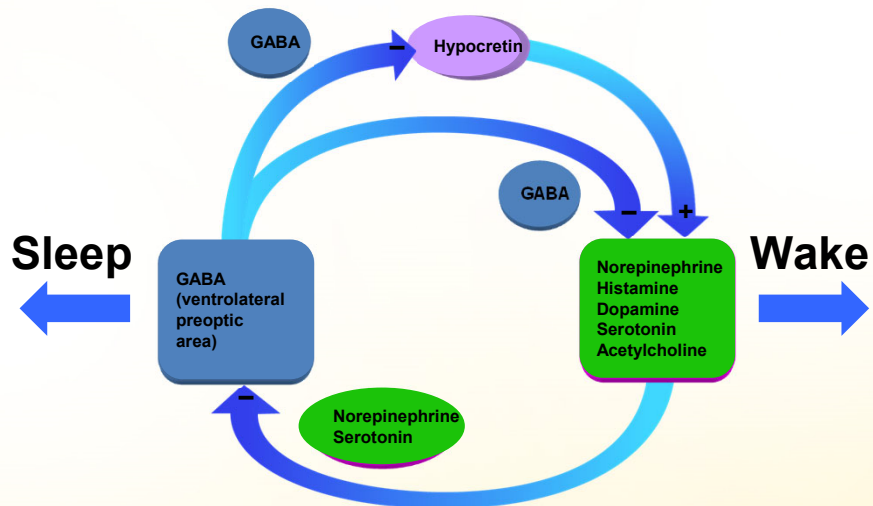 GABA
Hypocretin
–
GABA
–
+
Sleep
Wake
GABA
(ventrolateral
preoptic
area)
Norepinephrine
Histamine
Dopamine
Serotonin
Acetylcholine
–
Norepinephrine
Serotonin